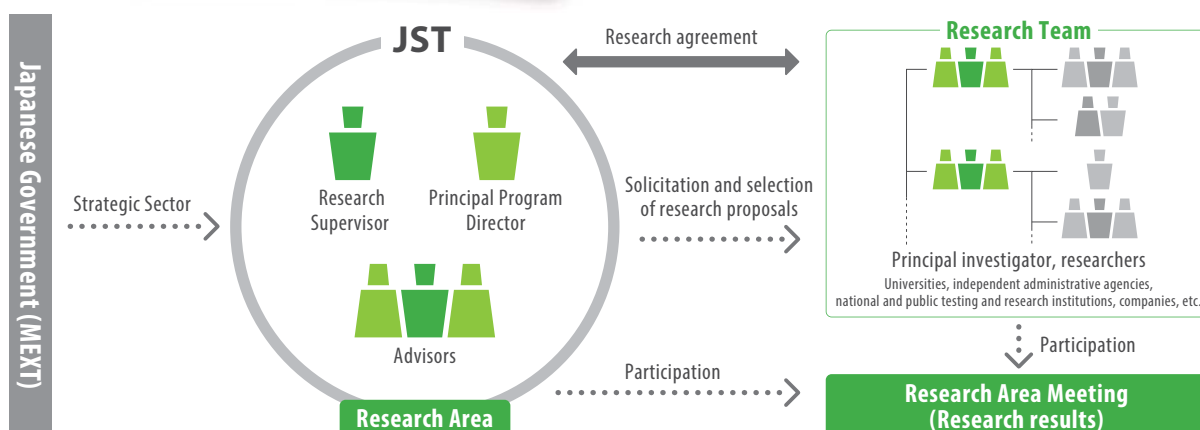 Japanese Government (MEXT)
Strategic Sector
JST
Research
Supervisor
Principal Program
Director
Advisors
Research Area
Research agreement
Solicitation and selection
of research proposals
Participation
Research Team
Principal investigator, researchers
Universities, independent administrative agencies,
national and public testing and research institutions, companies, etc.
Participation
Research Area Meeting
(Research results)